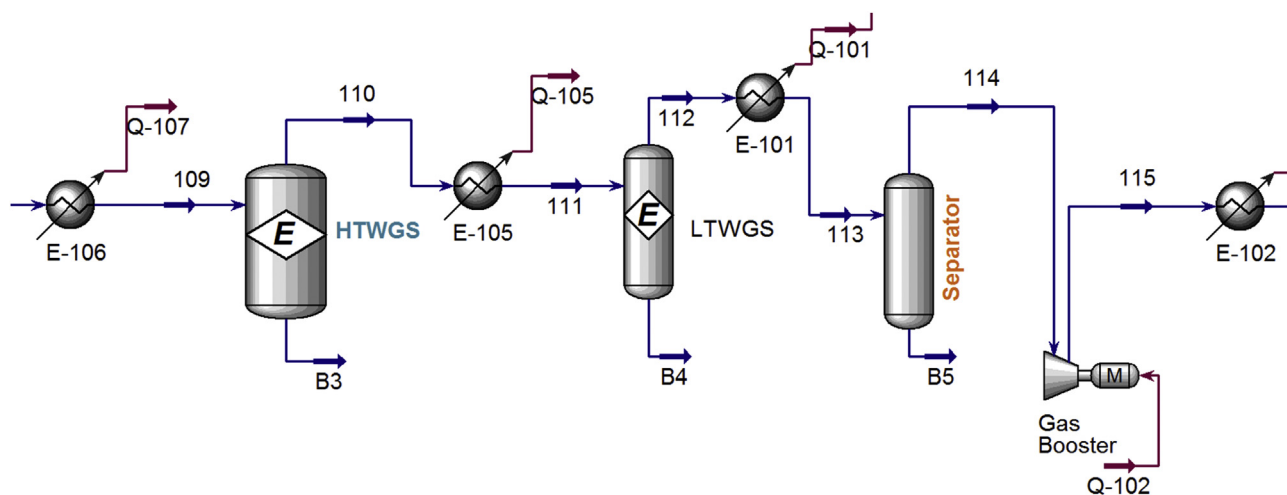 Q-107
109
E-106
E
HTWGS
B3
110
Q-105
E-105
111
E
LTWGS
B4
112
Q-101
E-101
113
Separator
B5
114
M
Gas
Booster
Q-102
115
E-102